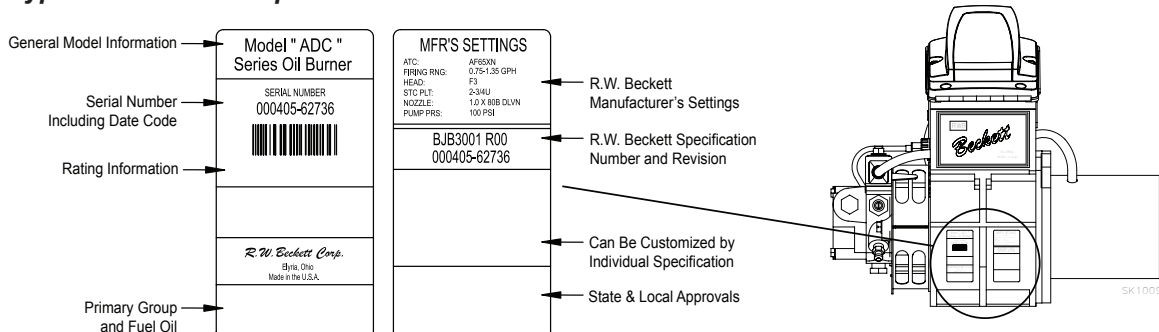 General Model Information
Serial Number
Including Date Code
Rating Information
Primary Group
and Fuel Oil
Model " ADC "
Series Oil Burner
SERIAL NUMBER
000405-62736
R.W. Beckett Corp.
Elyria, Ohio
Made in the U.S.A.
MFR'S SETTINGS
ATC: AF65XN
FIRING RNG: 0.75-1.35 GPH
HEAD: F3
STC PLT: 2-3/4U
NOZZLE: 1.0 X 80B DLVN
PUMP PRS: 100 PSI
BJB3001 R00
000405-62736
R.W. Beckett
Manufacturer’s Settings
R.W. Beckett Specification
Number and Revision
Can Be Customized by
Individual Specification
State & Local Approvals
Beckett
SK1009